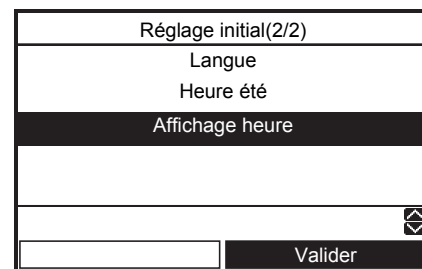 Réglage initial(2/2)
Langue
Heure été
Affichage heure
Valider